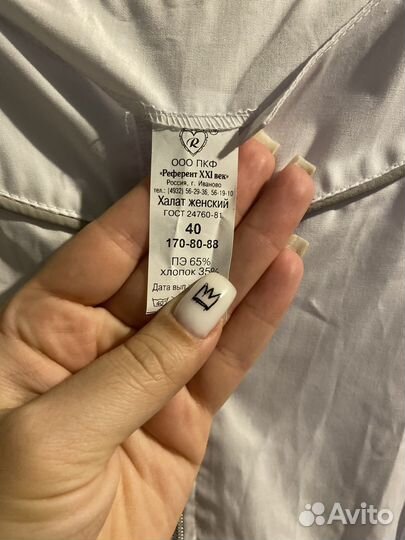 R
ООО ПКФ
«Референт XXI век»
Россия, г. Иваново
тел.: (4932) 56-29-36, 56-19-10
Халат женский
ГОСТ 24760-81
40
170-80-88
ПЭ 65%
хлопок 35%
Дата вып
Avito